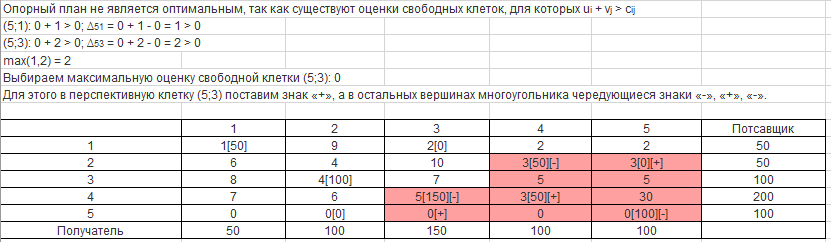 Опорный план не является оптимальным, так как существуют оценки свободных клеток, для которых ui + vj > cij
(5;1): 0 + 1 > 0; ∆51 = 0 + 1 - 0 = 1 > 0
(5;3): 0 + 2 > 0; ∆53 = 0 + 2 - 0 = 2 > 0
max(1,2) = 2
Выбираем максимальную оценку свободной клетки (5;3): 0
Для этого в перспективную клетку (5;3) поставим знак «+», а в остальных вершинах многоугольника чередующиеся знаки «-», «+», «-».
1 2 3 4 5 Потсавщик
1 1[50] 9 2[0] 2 2 50
2 6 4 10 3[50][-] 3[0][+] 50
3 8 4[100] 7 5 5 100
4 7 6 5[150][-] 3[50][+] 30 200
5 0 0[0] 0[+] 0 0[100][-] 100
Получатель 50 100 150 100 100